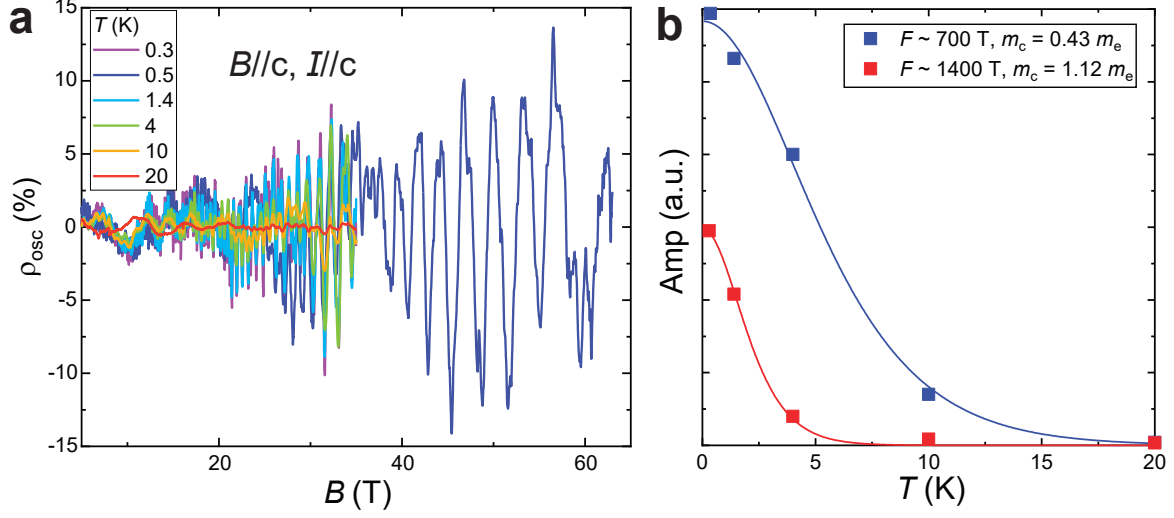 a
T (K)
0.3
0.5
1.4
4
10
20
B//c, I//c
15
10
5
0
-5
-10
-15
ρosc (%)
20
40
60
B (T)
b
F ~ 700 T, mc = 0.43 me
F ~ 1400 T, mc = 1.12 me
Amp (a.u.)
0
5
10
15
20
T (K)